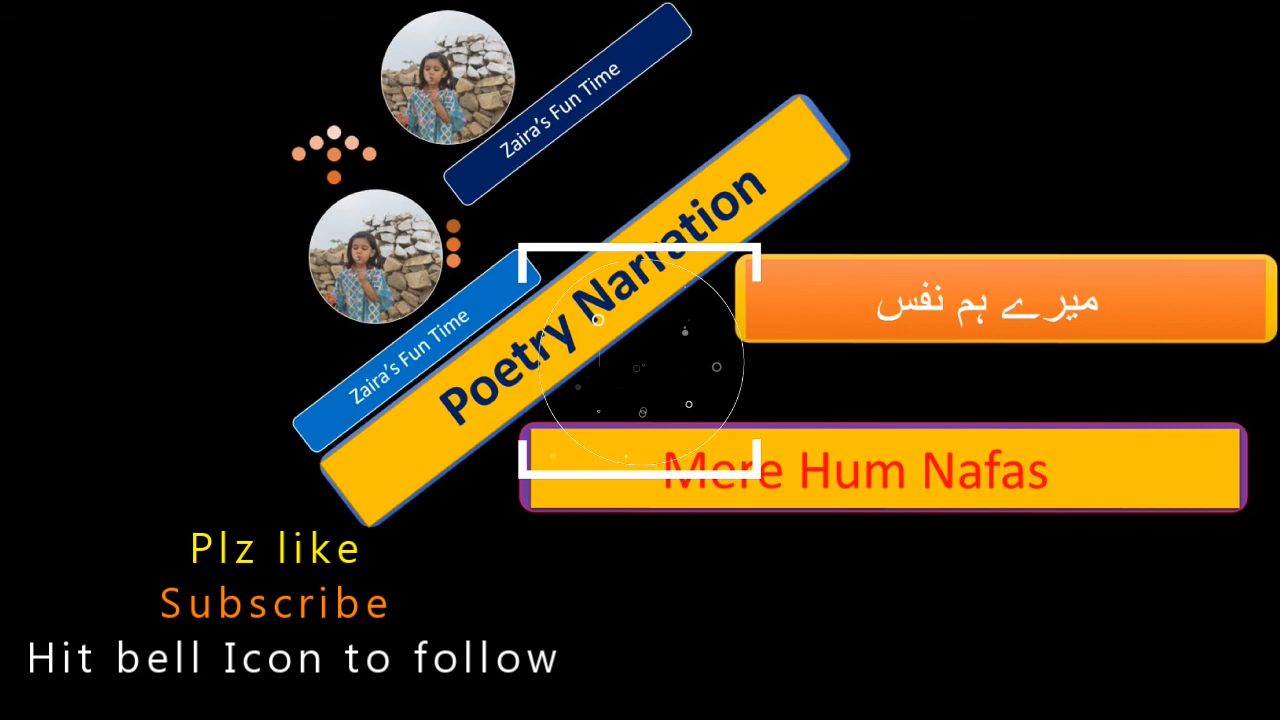 Zaira's Fun Time
Poetry Narration
Zaira's Fun Time
میرے ہم نفس
Mere Hum Nafas
Plz like
Subscribe
Hit bell Icon to follow